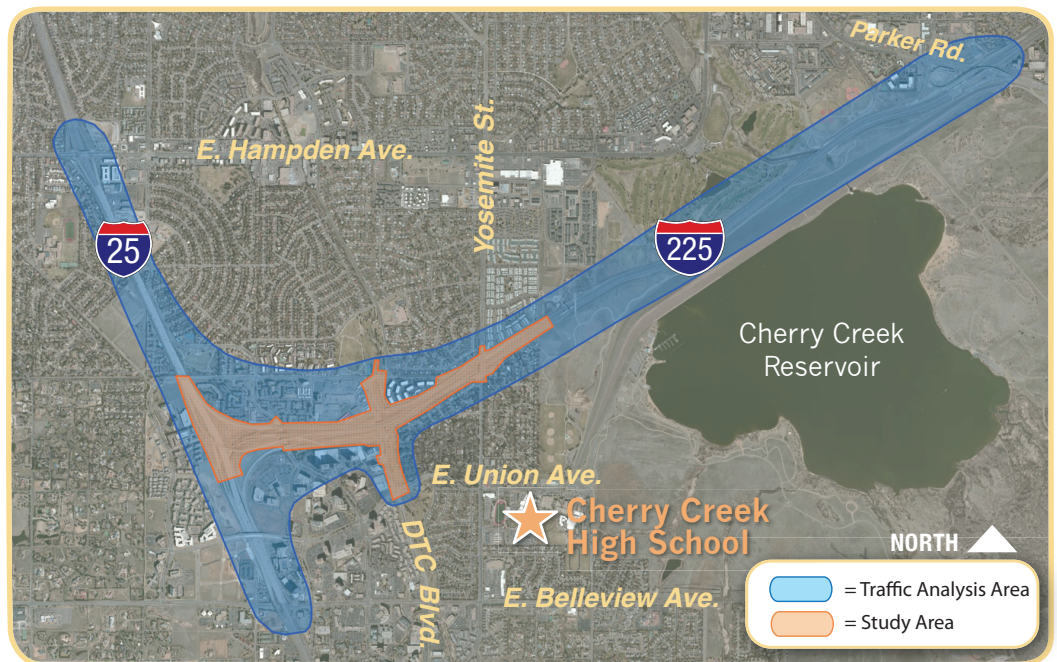 Parker Rd.
E. Hampden Ave.
Yosemite St.
25
225
Cherry Creek
Reservoir
E. Union Ave.
Cherry Creek
High School
DTC Blvd.
NORTH
E. Belleview Ave.
= Traffic Analysis Area
= Study Area